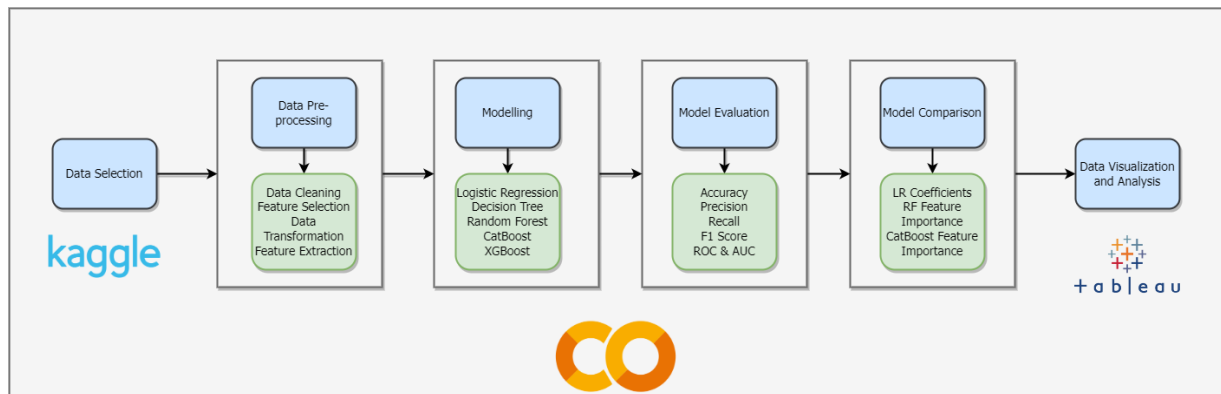 Data Selection
kaggle
Data Pre-
processing
Data Cleaning
Feature Selection
Data
Transformation
Feature Extraction
Modelling
Logistic Regression
Decision Tree
Random Forest
CatBoost
XGBoost
Model Evaluation
Accuracy
Precision
Recall
F1 Score
ROC & AUC
Model Comparison
LR Coefficients
RF Feature
Importance
CatBoost Feature
Importance
Data Visualization
and Analysis
+ableau
CO